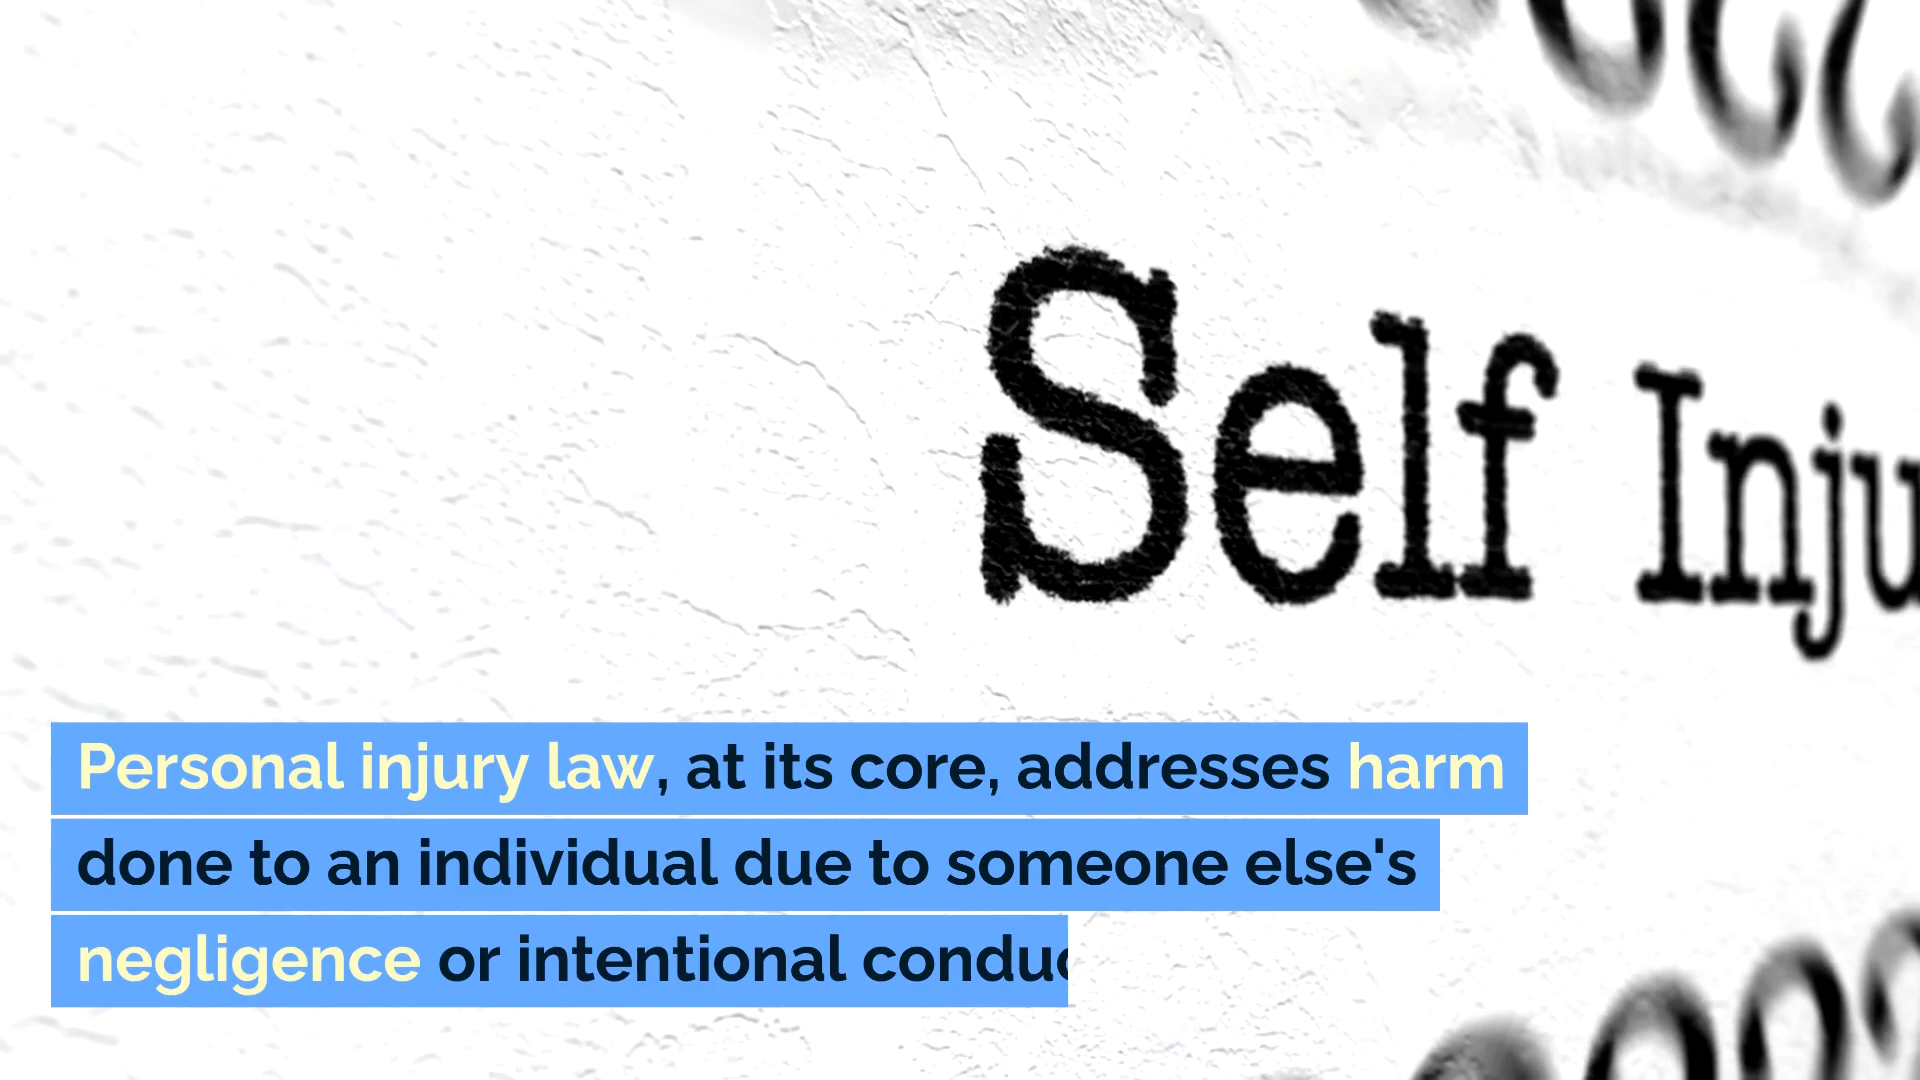 Self Inju
Personal injury law, at its core, addresses harm
done to an individual due to someone else's
negligence or intentional conduc